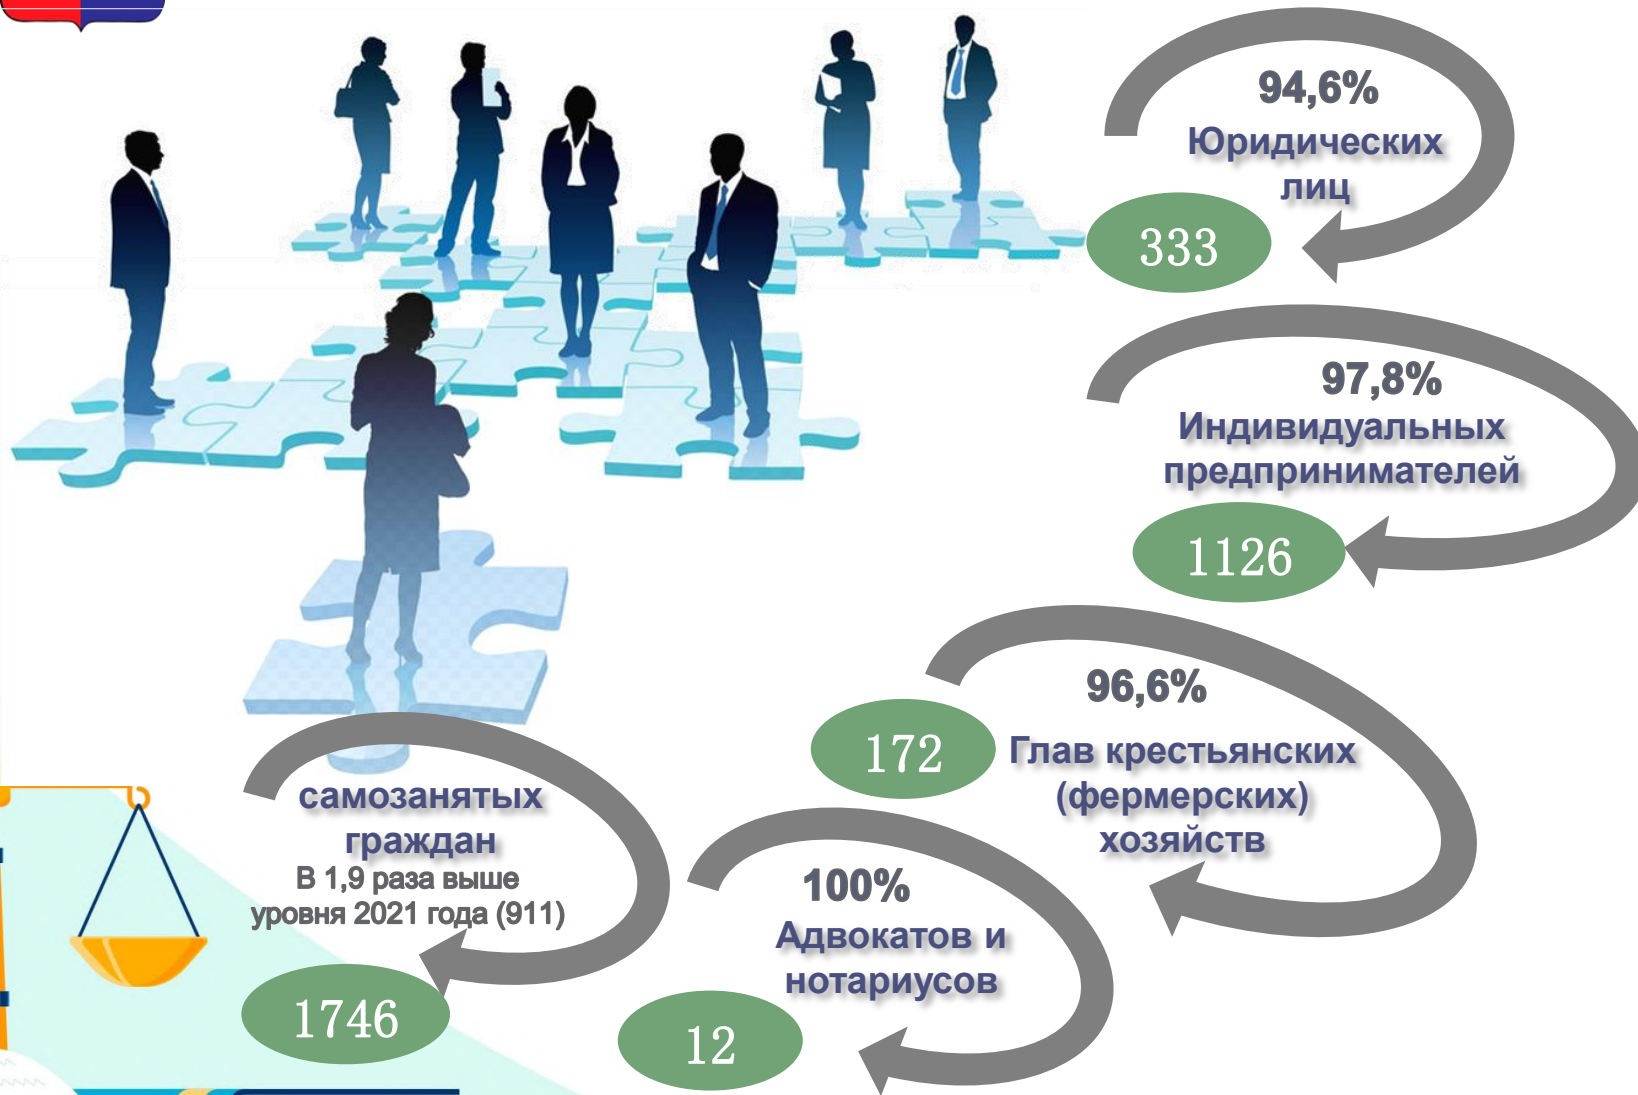 94,6%
Юридических
лиц
333
97,8%
Индивидуальных
предпринимателей
1126
96,6%
172
Глав крестьянских
(фермерских)
хозяйств
самозанятых
граждан
В 1,9 раза выше
уровня 2021 года (911)
1746
100%
Адвокатов и
нотариусов
12